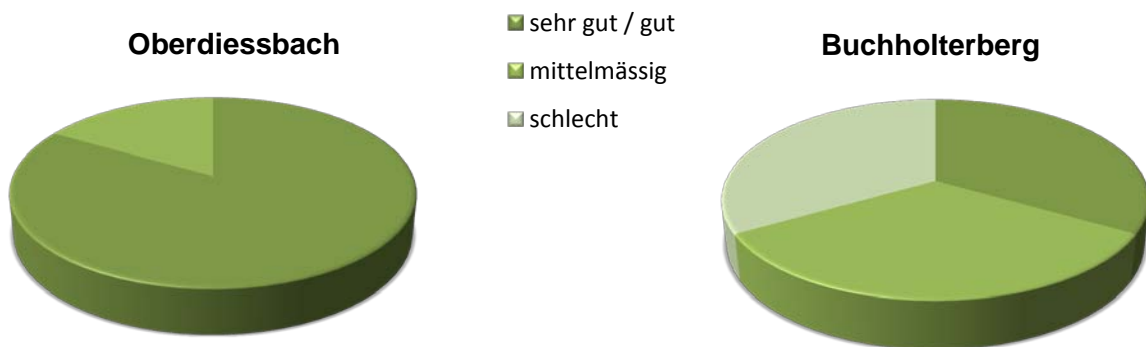 Oberdiessbach
sehr gut / gut
mittelmässig
schlecht
Buchholterberg